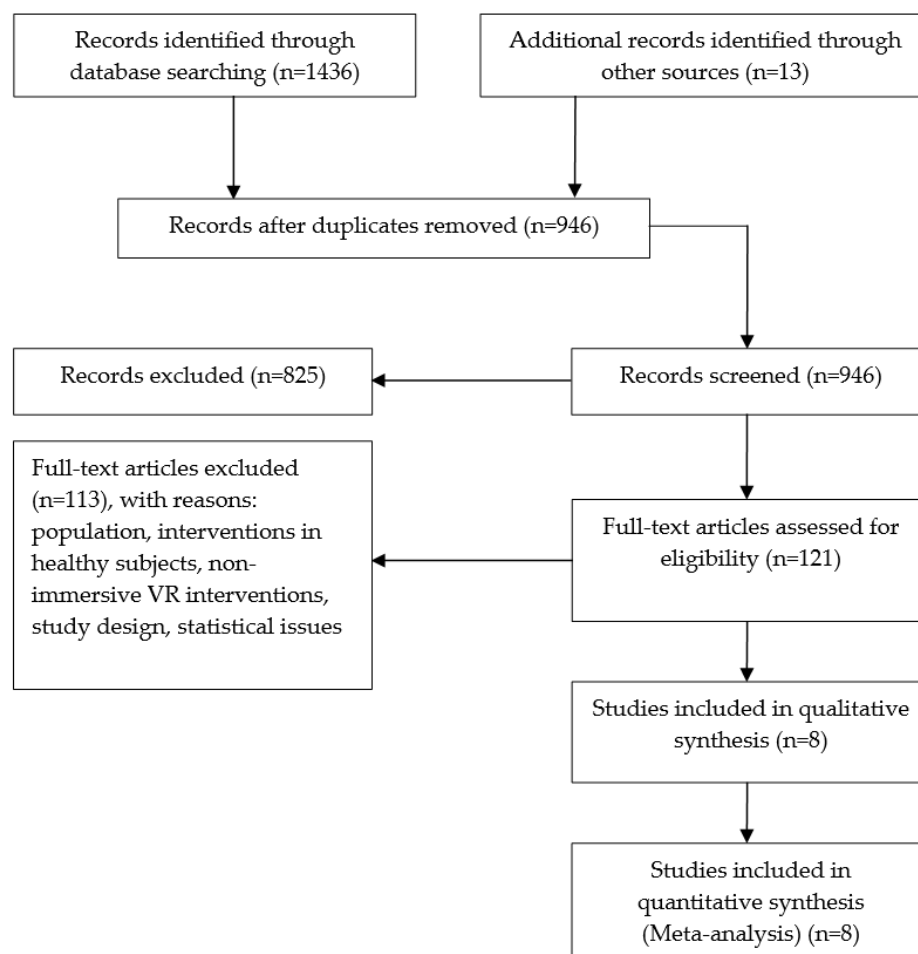 Records identified through
database searching (n=1436)
Additional records identified through
other sources (n=13)
Records after duplicates removed (n=946)
Records excluded (n=825)
Records screened (n=946)
Full-text articles excluded
(n=113), with reasons:
population, interventions in
healthy subjects, non-
immersive VR interventions,
study design, statistical issues
Full-text articles assessed for
eligibility (n=121)
Studies included in qualitative
synthesis (n=8)
Studies included in
quantitative synthesis
(Meta-analysis) (n=8)